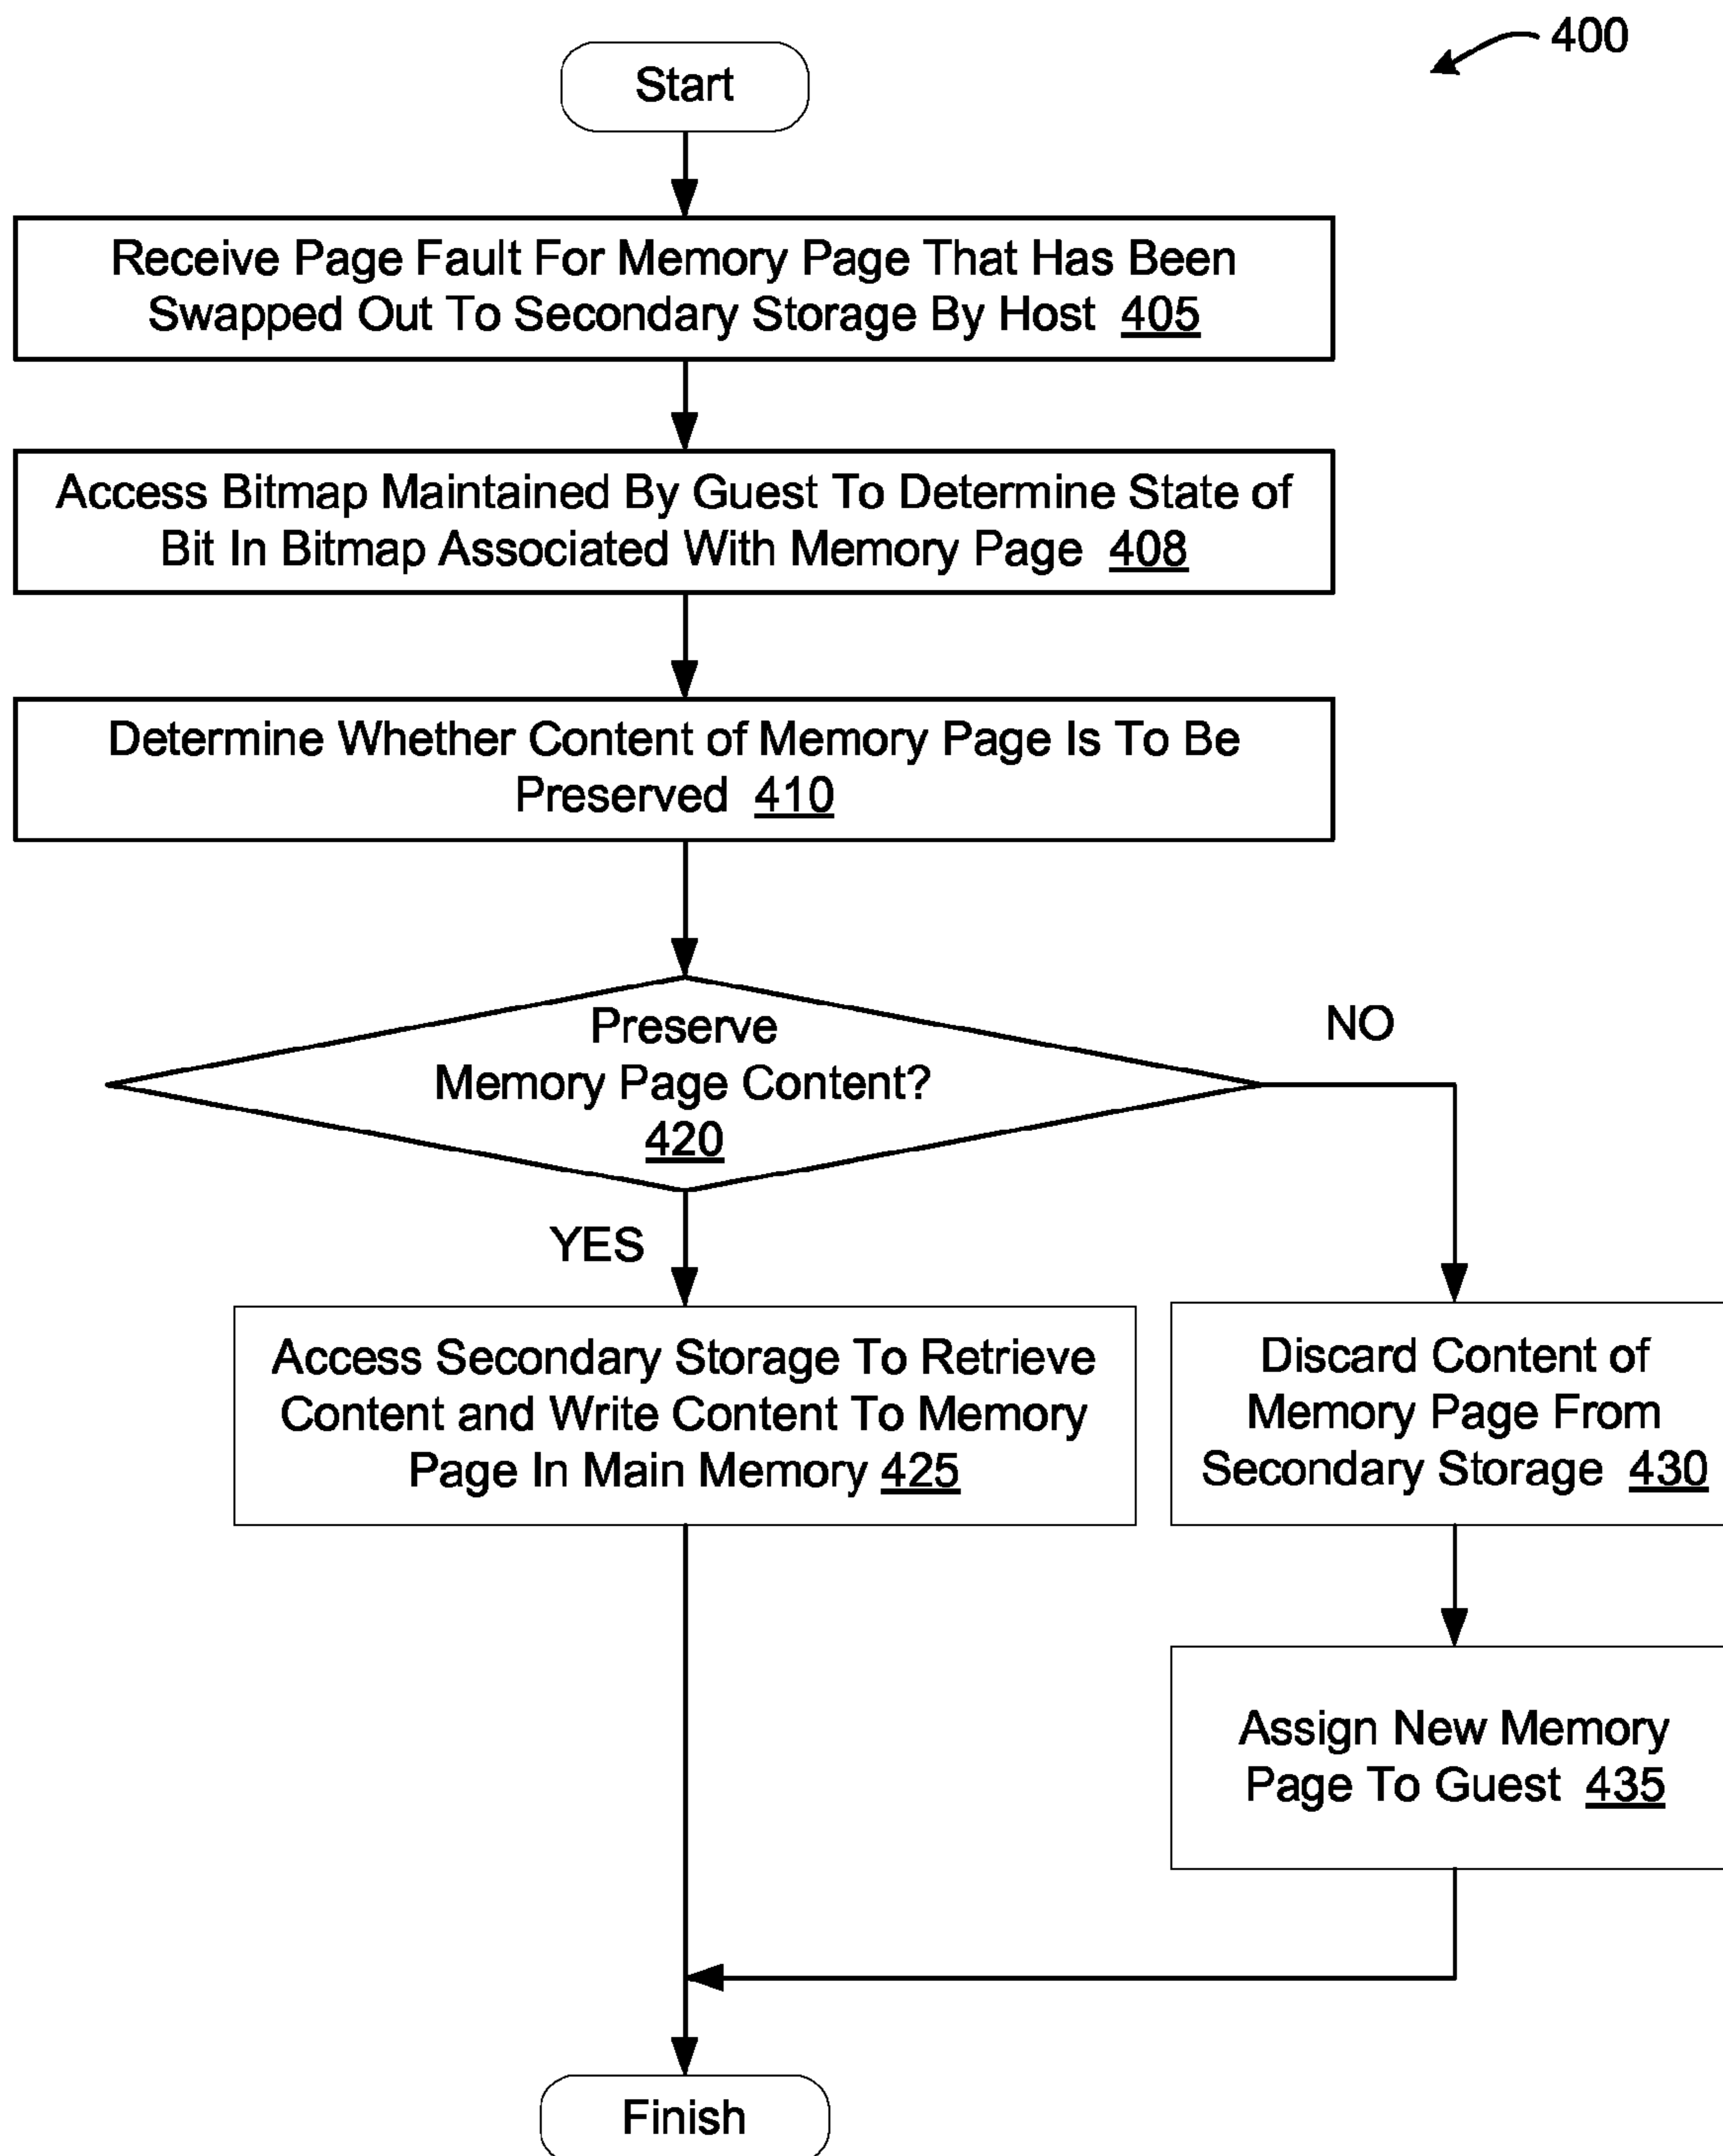 400
Start
Receive Page Fault For Memory Page That Has Been
Swapped Out To Secondary Storage By Host 405
Access Bitmap Maintained By Guest To Determine State of
Bit In Bitmap Associated With Memory Page 408
Determine Whether Content of Memory Page Is To Be
Preserved 410
Preserve
Memory Page Content?
420
NO
YES
Access Secondary Storage To Retrieve
Content and Write Content To Memory
Page In Main Memory 425
Discard Content of
Memory Page From
Secondary Storage 430
Assign New Memory
Page To Guest 435
Finish